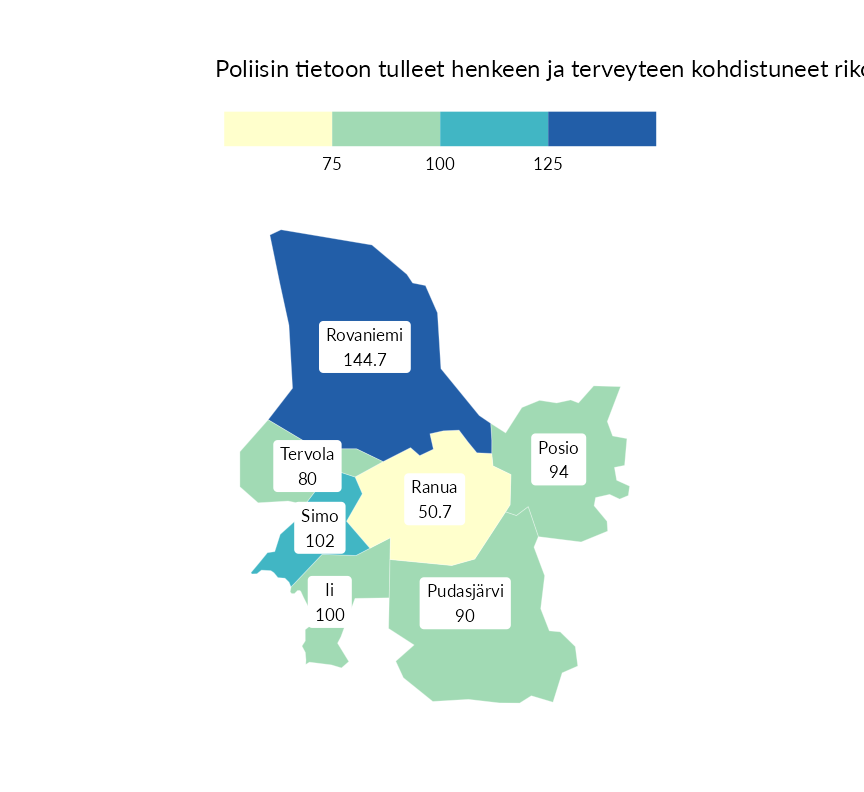 Poliisin tietoon tulleet henkeen ja terveyteen kohdistuneet
75
100
125
Rovaniemi
144.7
Tervola
80
Posio
94
Ranua
50.7
Simo
102
Ii
100
Pudasjärvi
90